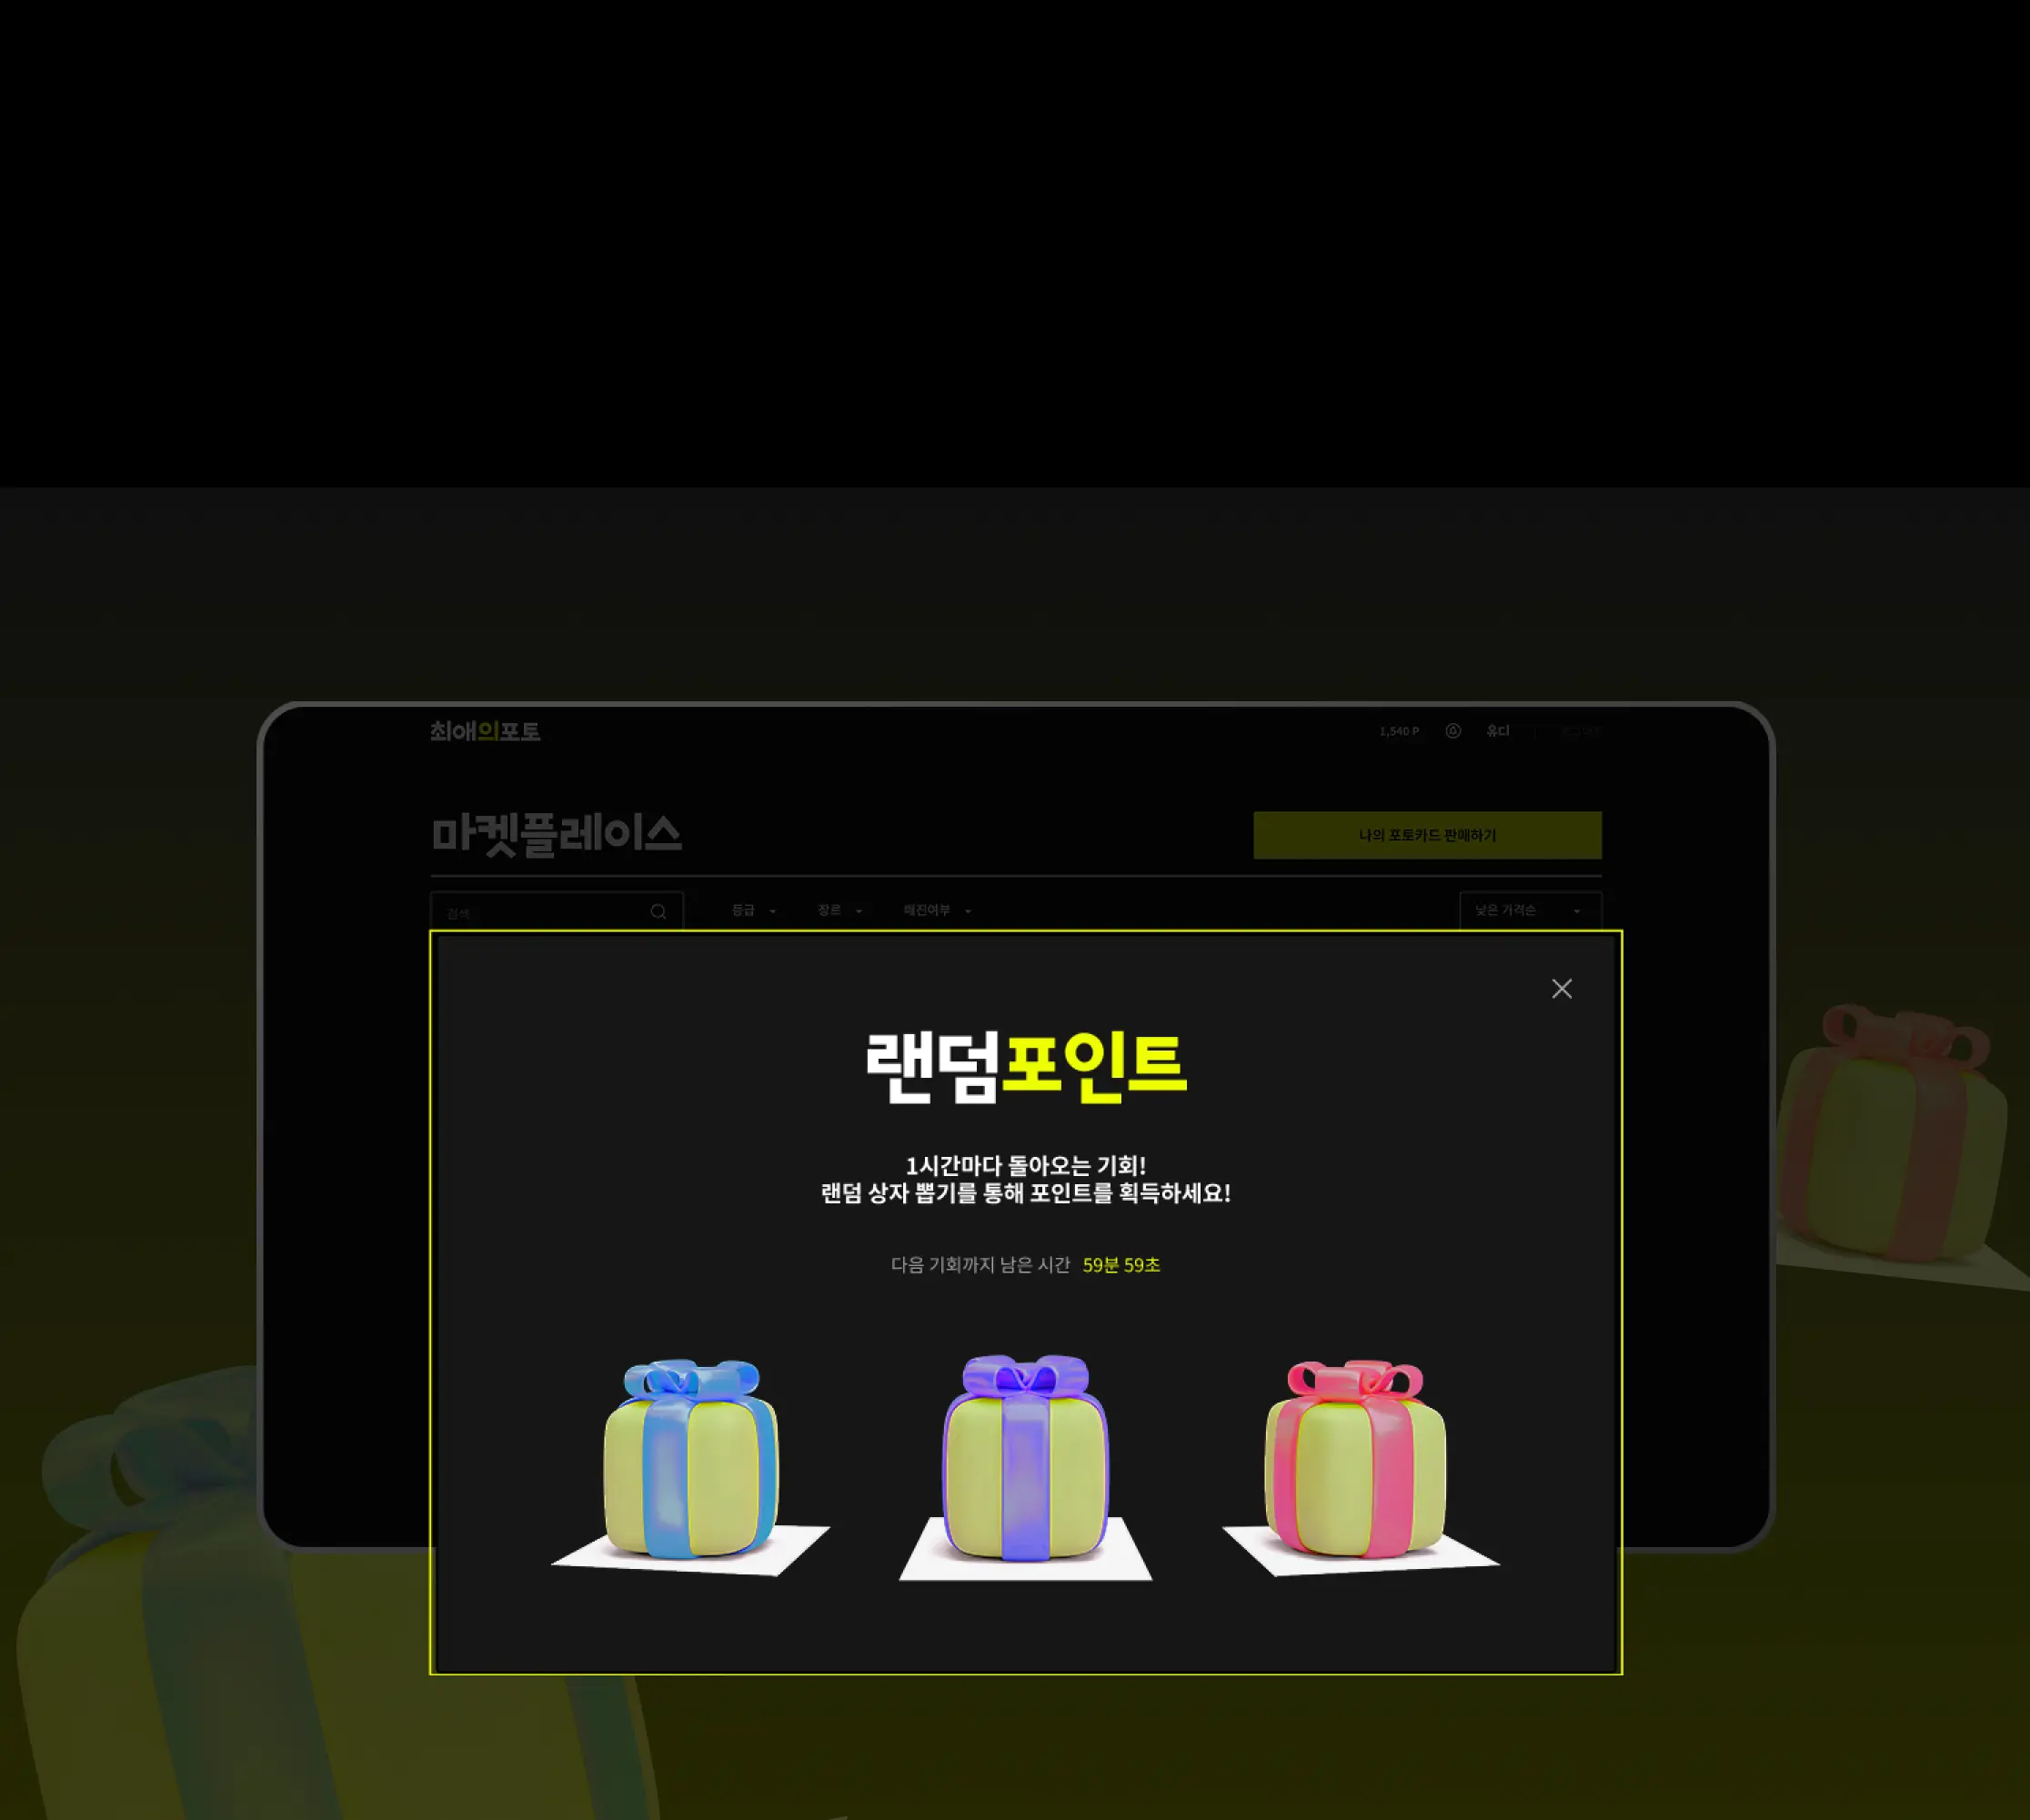 최애의포토
1,540 P 유디
마켓플레이스
나의 포토카드 판매하기
검색 등급 장르 매진여부 낮은 가격순
랜덤포인트
1시간마다 돌아오는 기회!
랜덤 상자 뽑기를 통해 포인트를 획득하세요!
다음 기회까지 남은 시간 59분 59초